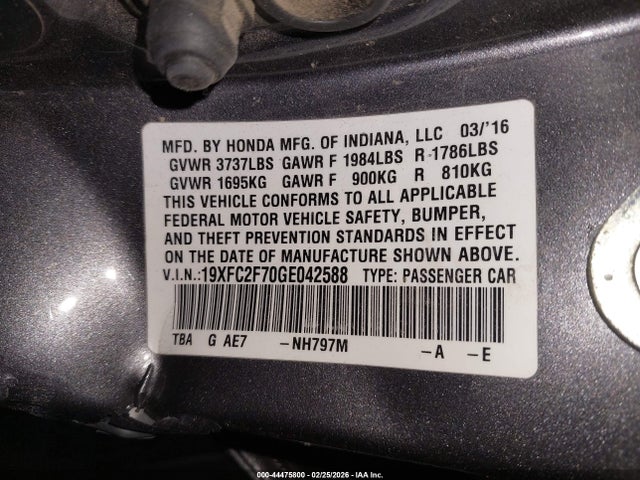 MFD. BY HONDA MFG. OF INDIANA, LLC 03/'16
GVWR 3737LBS GAWR F 1984LBS R 1786LBS
GVWR 1695KG GAWR F 900KG R 810KG
THIS VEHICLE CONFORMS TO ALL APPLICABLE
FEDERAL MOTOR VEHICLE SAFETY, BUMPER,
AND THEFT PREVENTION STANDARDS IN EFFECT
ON THE DATE OF MANUFACTURE SHOWN ABOVE.
V.I.N.:19XFC2F70GE042588 TYPE: PASSENGER CAR
TBA G AE7 -NH797M -A -E
000-44475800 - 02/25/2026 - IAA Inc.